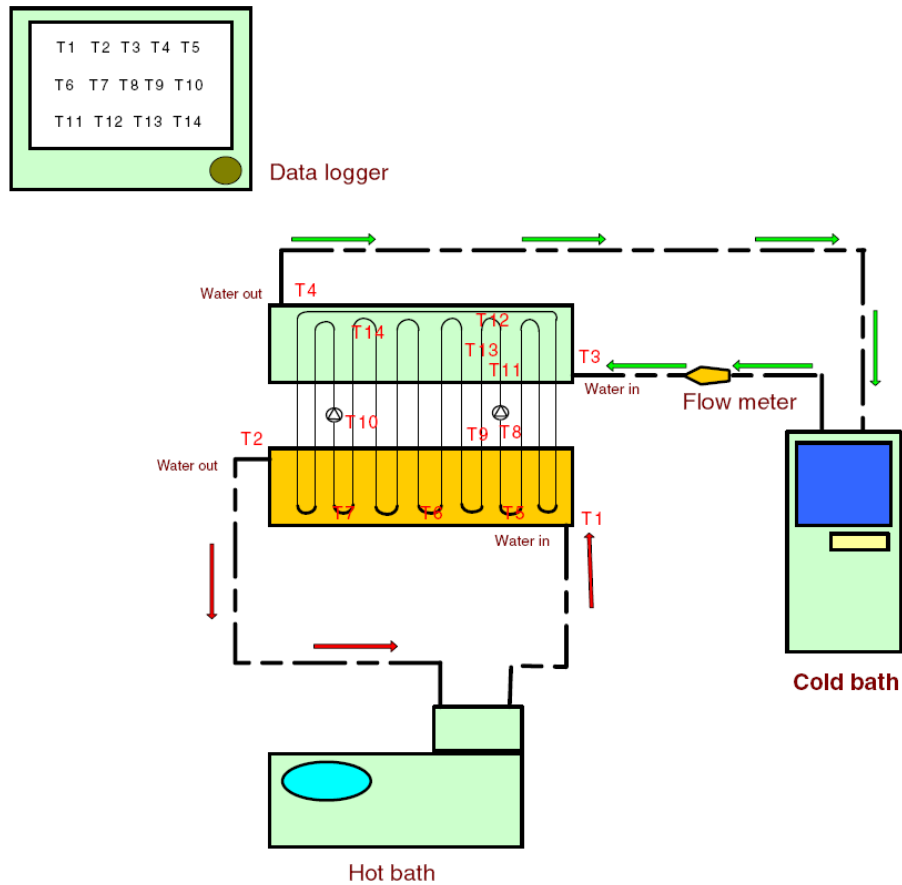 T1 T2 T3 T4 T5
T6 T7 T8 T9 T10
T11 T12 T13 T14
Data logger
Water out T4
T12
T14
T13
T3
T11
Water in
Flow meter
T10
T8
T2
T9
Water out
T7 T6 T5
T1
Water in
Cold bath
Hot bath